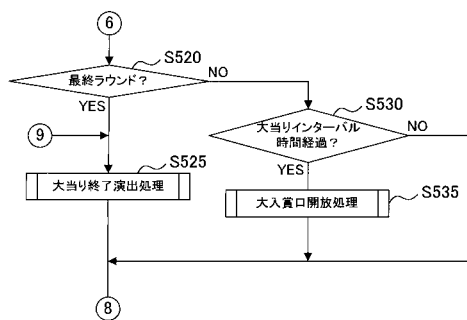 6
S520
最終ラウンド？
NO
YES
S530
9
大当りインターバル
時間経過？
NO
YES
S525
大当り終了演出処理
S535
大入賞口開放処理
8